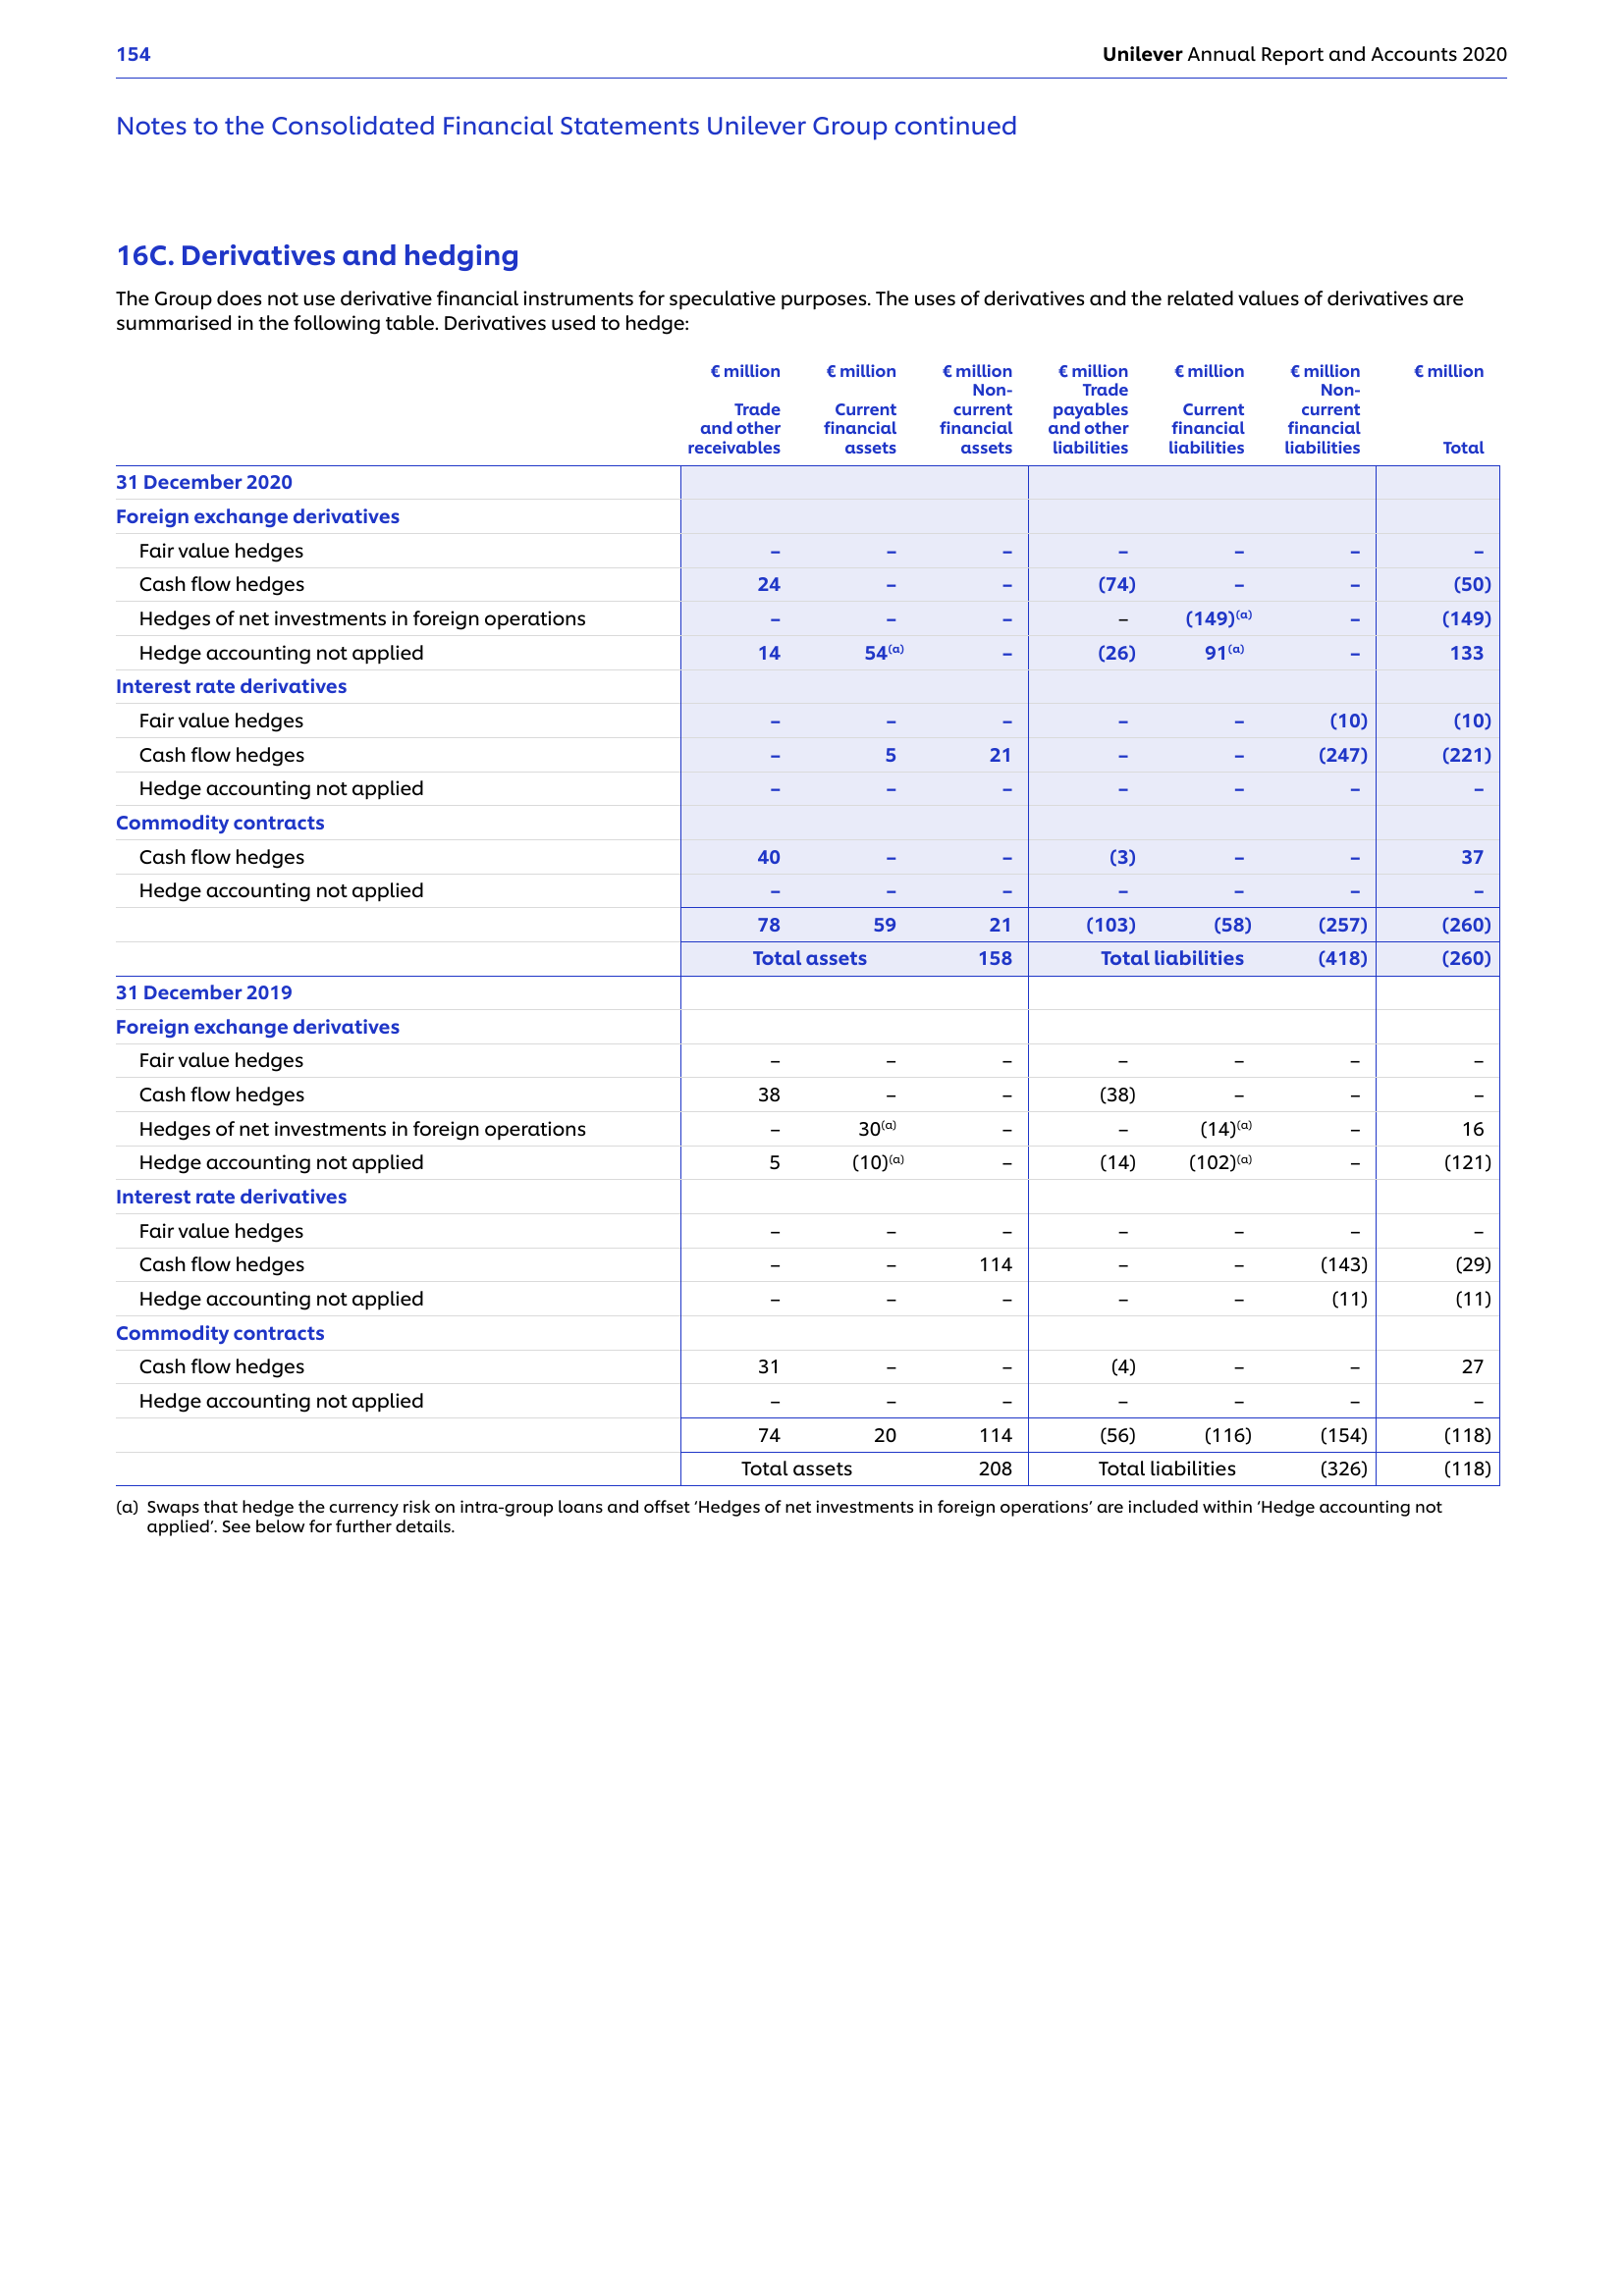 154
Unilever Annual Report and Accounts 2020
Notes to the Consolidated Financial Statements Unilever Group continued
16C. Derivatives and hedging
The Group does not use derivative financial instruments for speculative purposes. The uses of derivatives and the related values of derivatives are
summarised in the following table. Derivatives used to hedge:
€ million € million € million € million € million € million € million
Non- Trade Non-
Trade Current current payables Current current
and other financial financial and other financial financial
receivables assets assets liabilities liabilities liabilities Total
31 December 2020
Foreign exchange derivatives
Fair value hedges – – – – – – –
Cash flow hedges 24 – – (74) – – (50)
Hedges of net investments in foreign operations – – – – (149)(a) – (149)
Hedge accounting not applied 14 54(a) – (26) 91(a) – 133
Interest rate derivatives
Fair value hedges – – – – – (10) (10)
Cash flow hedges – 5 21 – – (247) (221)
Hedge accounting not applied – – – – – – –
Commodity contracts
Cash flow hedges 40 – – (3) – – 37
Hedge accounting not applied – – – – – – –
78 59 21 (103) (58) (257) (260)
Total assets 158 Total liabilities (418) (260)
31 December 2019
Foreign exchange derivatives
Fair value hedges – – – – – – –
Cash flow hedges 38 – – (38) – – –
Hedges of net investments in foreign operations – 30(a) – – (14)(a) – 16
Hedge accounting not applied 5 (10)(a) – (14) (102)(a) – (121)
Interest rate derivatives
Fair value hedges – – – – – – –
Cash flow hedges – – 114 – – (143) (29)
Hedge accounting not applied – – – – – (11) (11)
Commodity contracts
Cash flow hedges 31 – – (4) – – 27
Hedge accounting not applied – – – – – – –
74 20 114 (56) (116) (154) (118)
Total assets 208 Total liabilities (326) (118)
(a) Swaps that hedge the currency risk on intra-group loans and offset ‘Hedges of net investments in foreign operations’ are included within ‘Hedge accounting not
applied’. See below for further details.